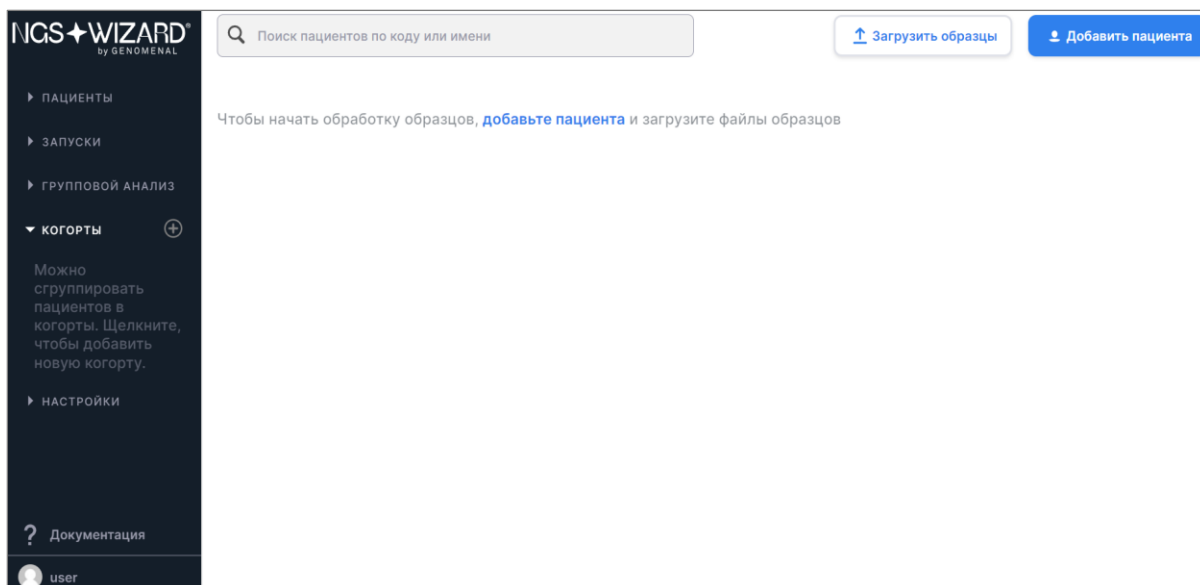 NGS WIZARD®
by GENOMENAL
Поиск пациентов по коду или имени
Загрузить образцы
Добавить пациента
ПАЦИЕНТЫ
Чтобы начать обработку образцов, добавьте пациента и загрузите файлы образцов
ЗАПУСКИ
ГРУППОВОЙ АНАЛИЗ
КОГОРТЫ
Можно
сгруппировать
пациентов в
когорты. Щелкните,
чтобы добавить
новую когорту.
НАСТРОЙКИ
? Документация
user